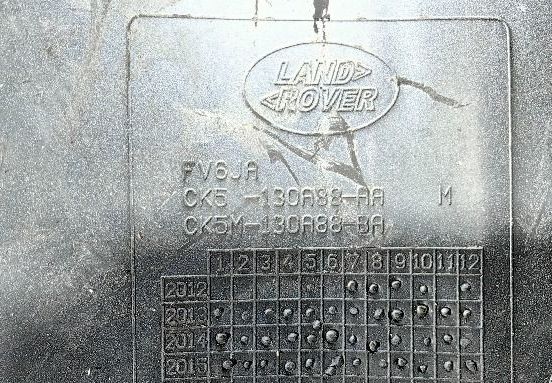 LAND
ROVER
FV6JA
CK5 -130A88-AA M
CK5M-130A88-BA
1 2 3 4 5 6 7 8 9 10 11 12
2012
2013
2014
2015